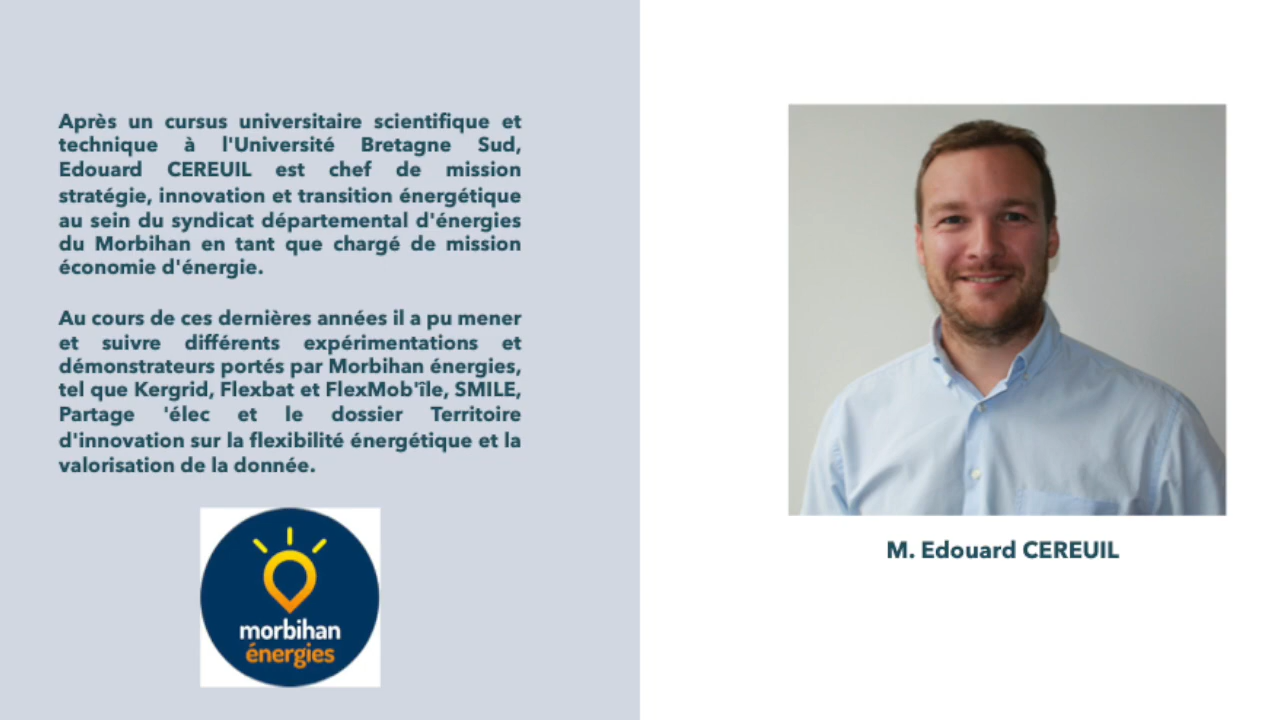 Après un cursus universitaire scientifique et
technique à l'Université Bretagne Sud,
Edouard CEREUIL est chef de mission
stratégie, innovation et transition énergétique
au sein du syndicat départemental d'énergies
du Morbihan en tant que chargé de mission
économie d'énergie.
Au cours de ces dernières années il a pu mener
et suivre différents expérimentations et
démonstrateurs portés par Morbihan énergies,
tel que Kergrid, Flexbat et FlexMob'île, SMILE,
Partage 'élec et le dossier Territoire
d'innovation sur la flexibilité énergétique et la
valorisation de la donnée.
morbihan
énergies
M. Edouard CEREUIL